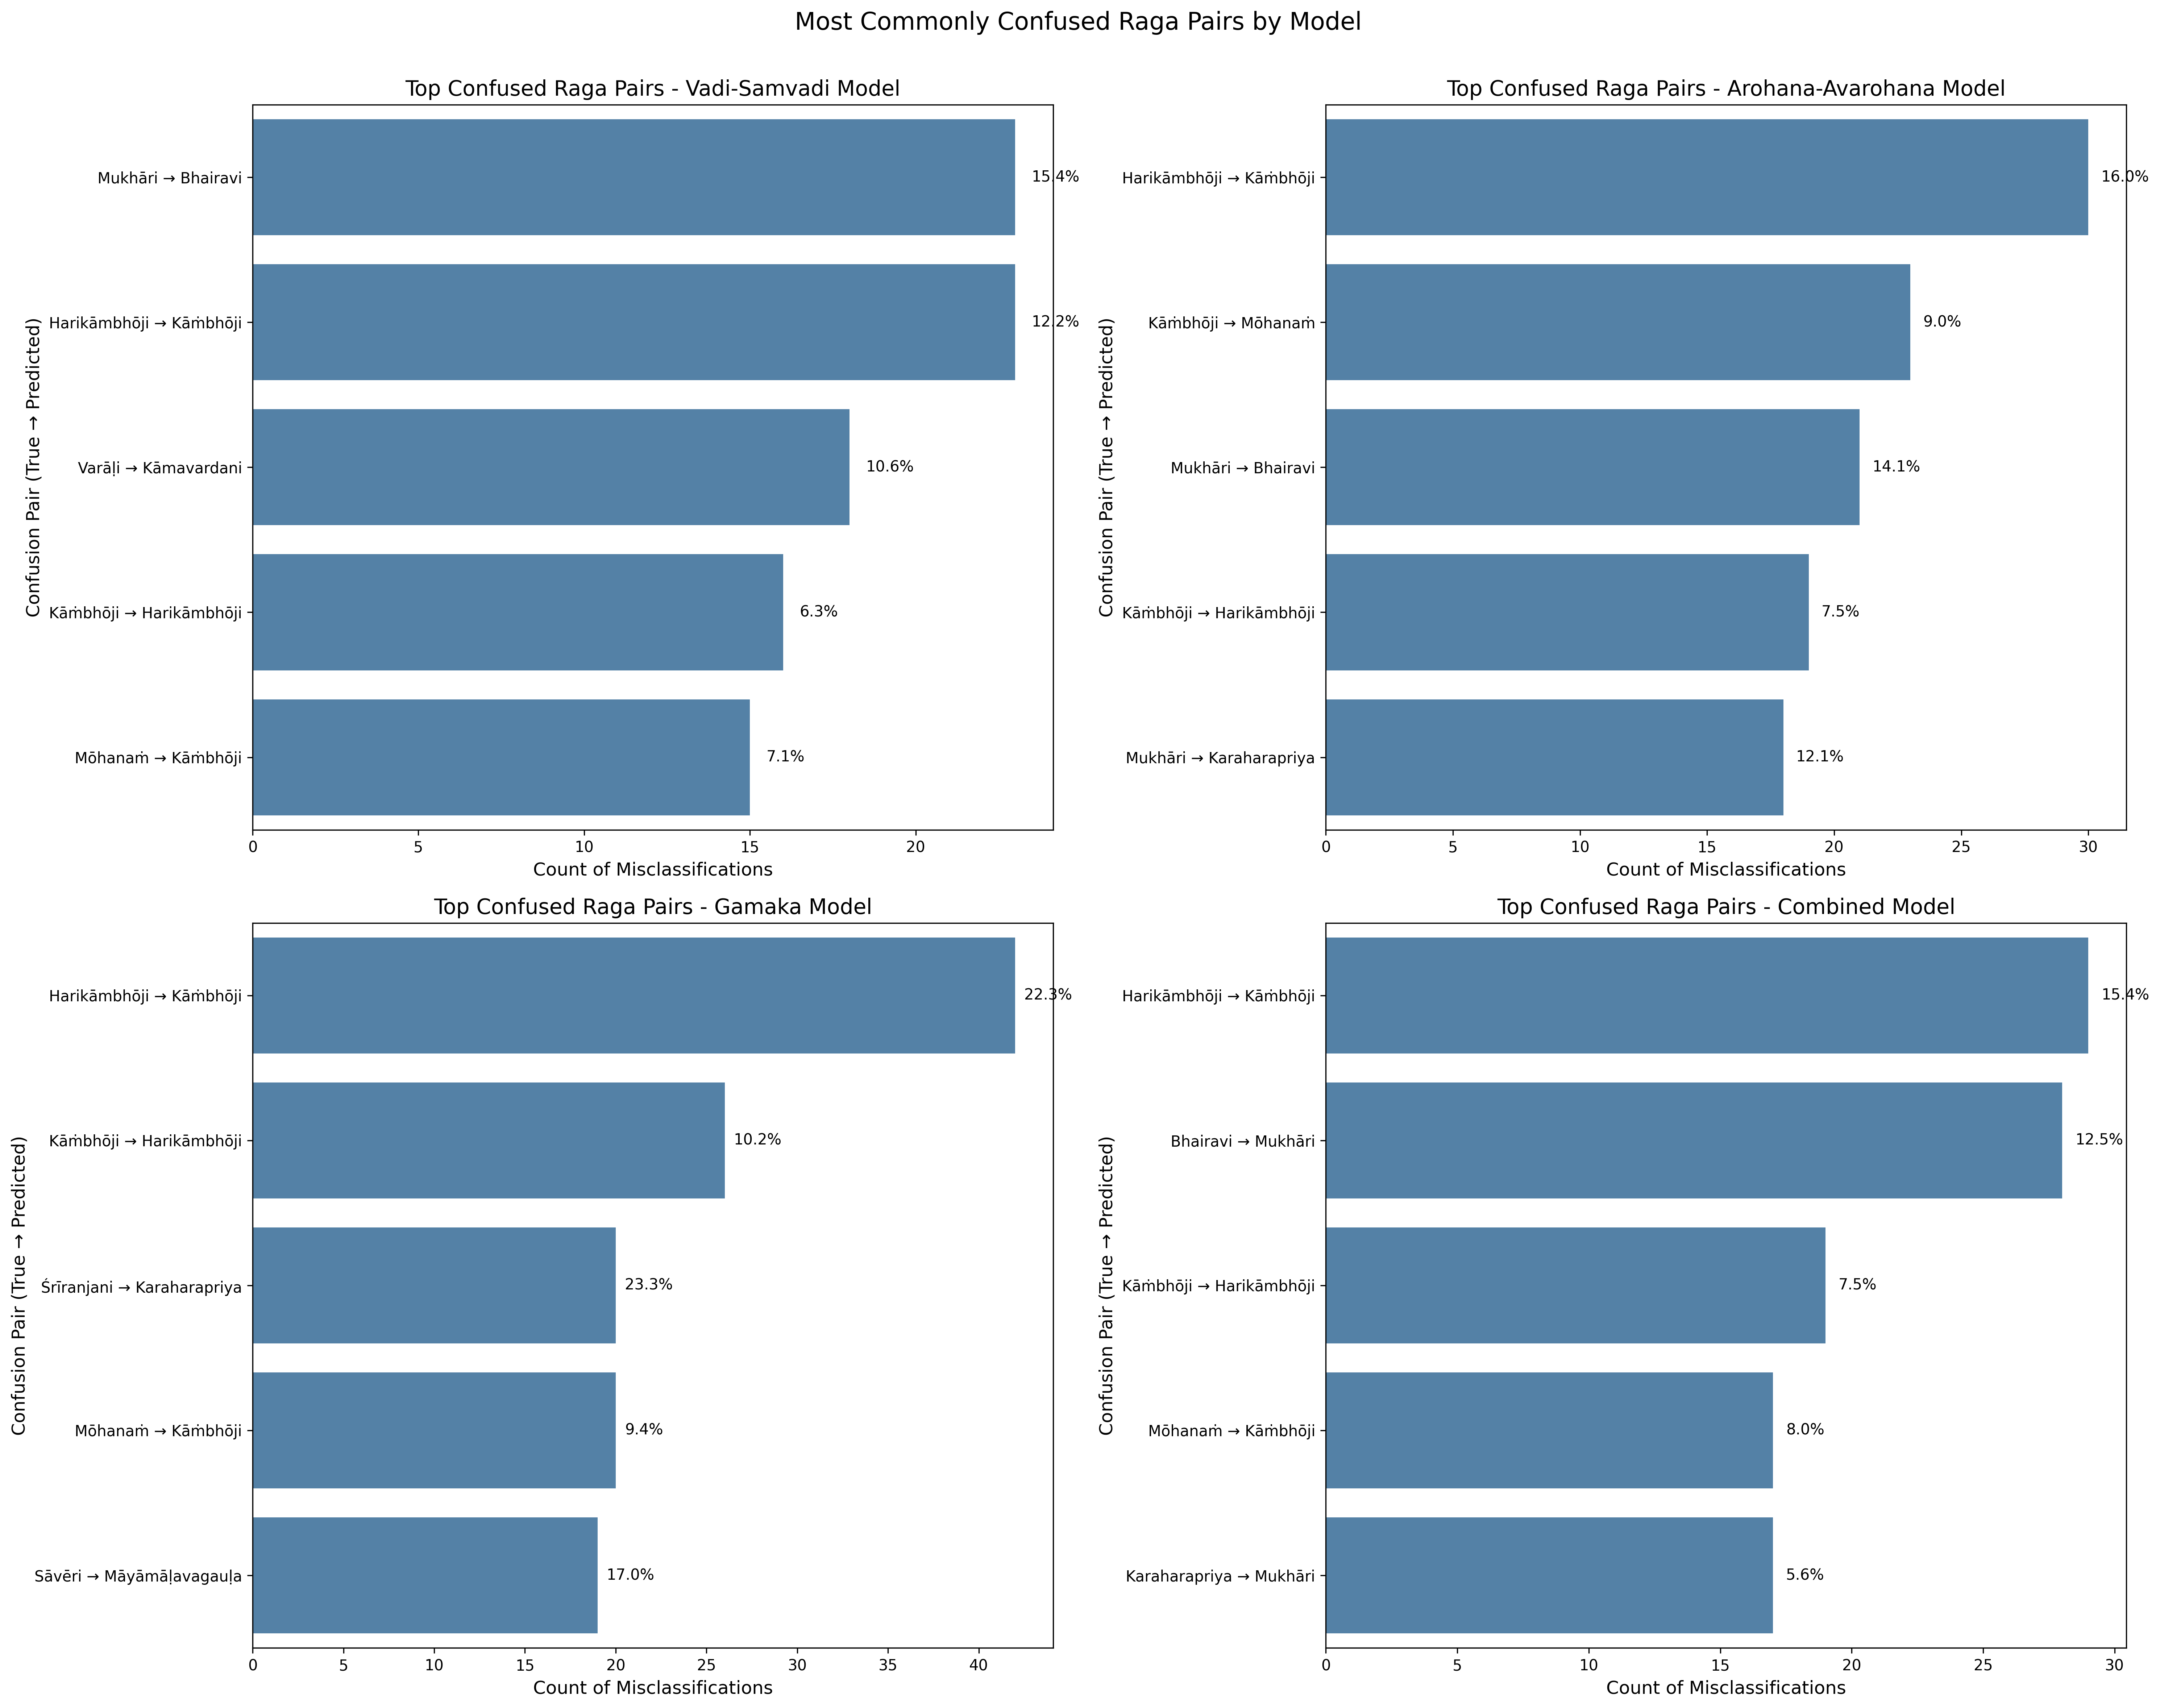 Most Commonly Confused Raga Pairs by Model
Top Confused Raga Pairs - Vadi-Samvadi Model
Confusion Pair (True → Predicted)
Mukhāri → Bhairavi
15.4%
Harikāmbhōji → Kāṁbhōji
12.2%
Varāḷi → Kāmavardani
10.6%
Kāṁbhōji → Harikāmbhōji
6.3%
Mōhanaṁ → Kāṁbhōji
7.1%
0 5 10 15 20
Count of Misclassifications
Top Confused Raga Pairs - Arohana-Avarohana Model
Confusion Pair (True → Predicted)
Harikāmbhōji → Kāṁbhōji
16.0%
Kāṁbhōji → Mōhanaṁ
9.0%
Mukhāri → Bhairavi
14.1%
Kāṁbhōji → Harikāmbhōji
7.5%
Mukhāri → Karaharapriya
12.1%
0 5 10 15 20 25 30
Count of Misclassifications
Top Confused Raga Pairs - Gamaka Model
Confusion Pair (True → Predicted)
Harikāmbhōji → Kāṁbhōji
22.3%
Kāṁbhōji → Harikāmbhōji
10.2%
Śrīranjani → Karaharapriya
23.3%
Mōhanaṁ → Kāṁbhōji
9.4%
Sāvēri → Māyāmāḷavagauḷa
17.0%
0 5 10 15 20 25 30 35 40
Count of Misclassifications
Top Confused Raga Pairs - Combined Model
Confusion Pair (True → Predicted)
Harikāmbhōji → Kāṁbhōji
15.4%
Bhairavi → Mukhāri
12.5%
Kāṁbhōji → Harikāmbhōji
7.5%
Mōhanaṁ → Kāṁbhōji
8.0%
Karaharapriya → Mukhāri
5.6%
0 5 10 15 20 25 30
Count of Misclassifications